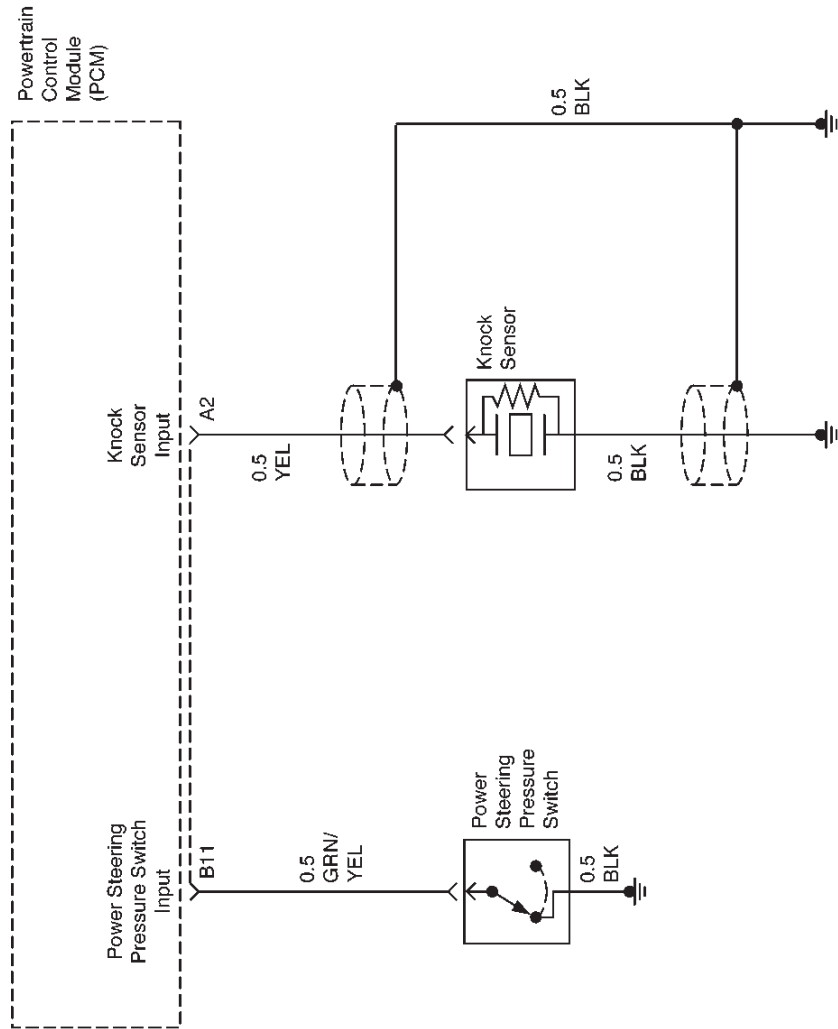 Powertrain
Control
Module
(PCM)
Power Steering
Pressure Switch
Input
Knock
Sensor
Input
B11
A2
0.5
GRN/
YEL
0.5
YEL
0.5
BLK
Power
Steering
Pressure
Switch
Knock
Sensor
0.5
BLK
0.5
BLK